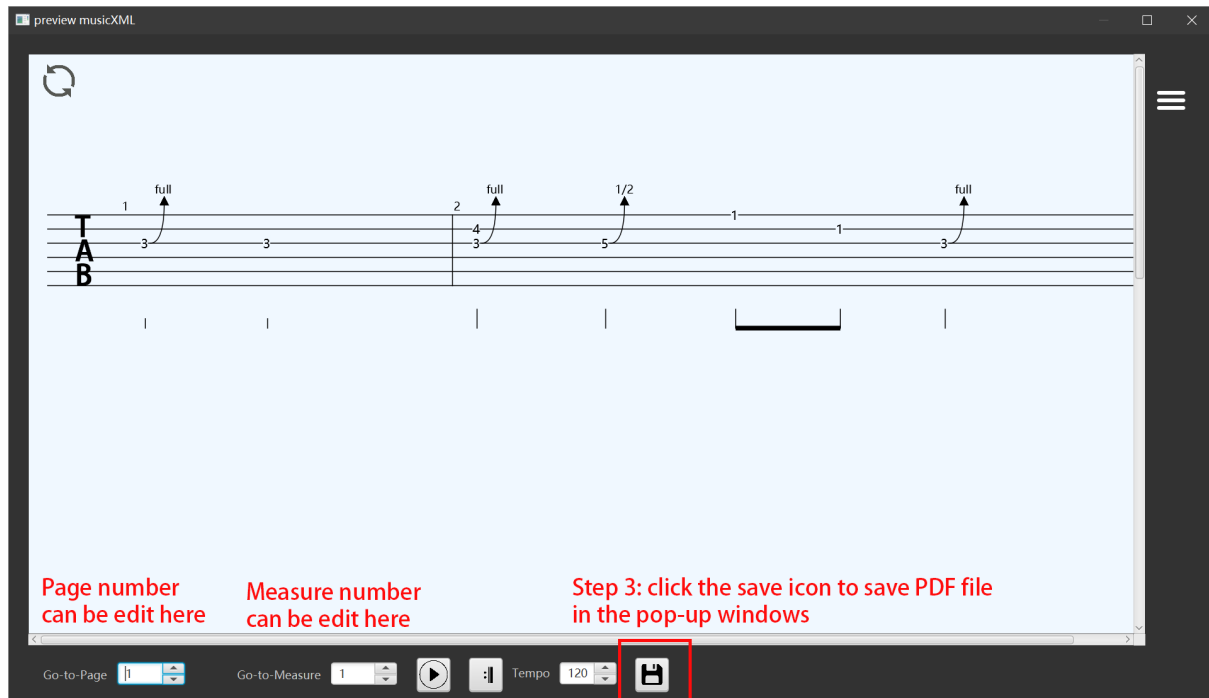 preview musicXML
full full 1/2 full
1 2
1
T
4 1
A 3 3 3 5 3
B
Page number
can be edit here
Measure number
can be edit here
Step 3: click the save icon to save PDF file
in the pop-up windows
Go-to-Page 1 Go-to-Measure 1 Tempo 120